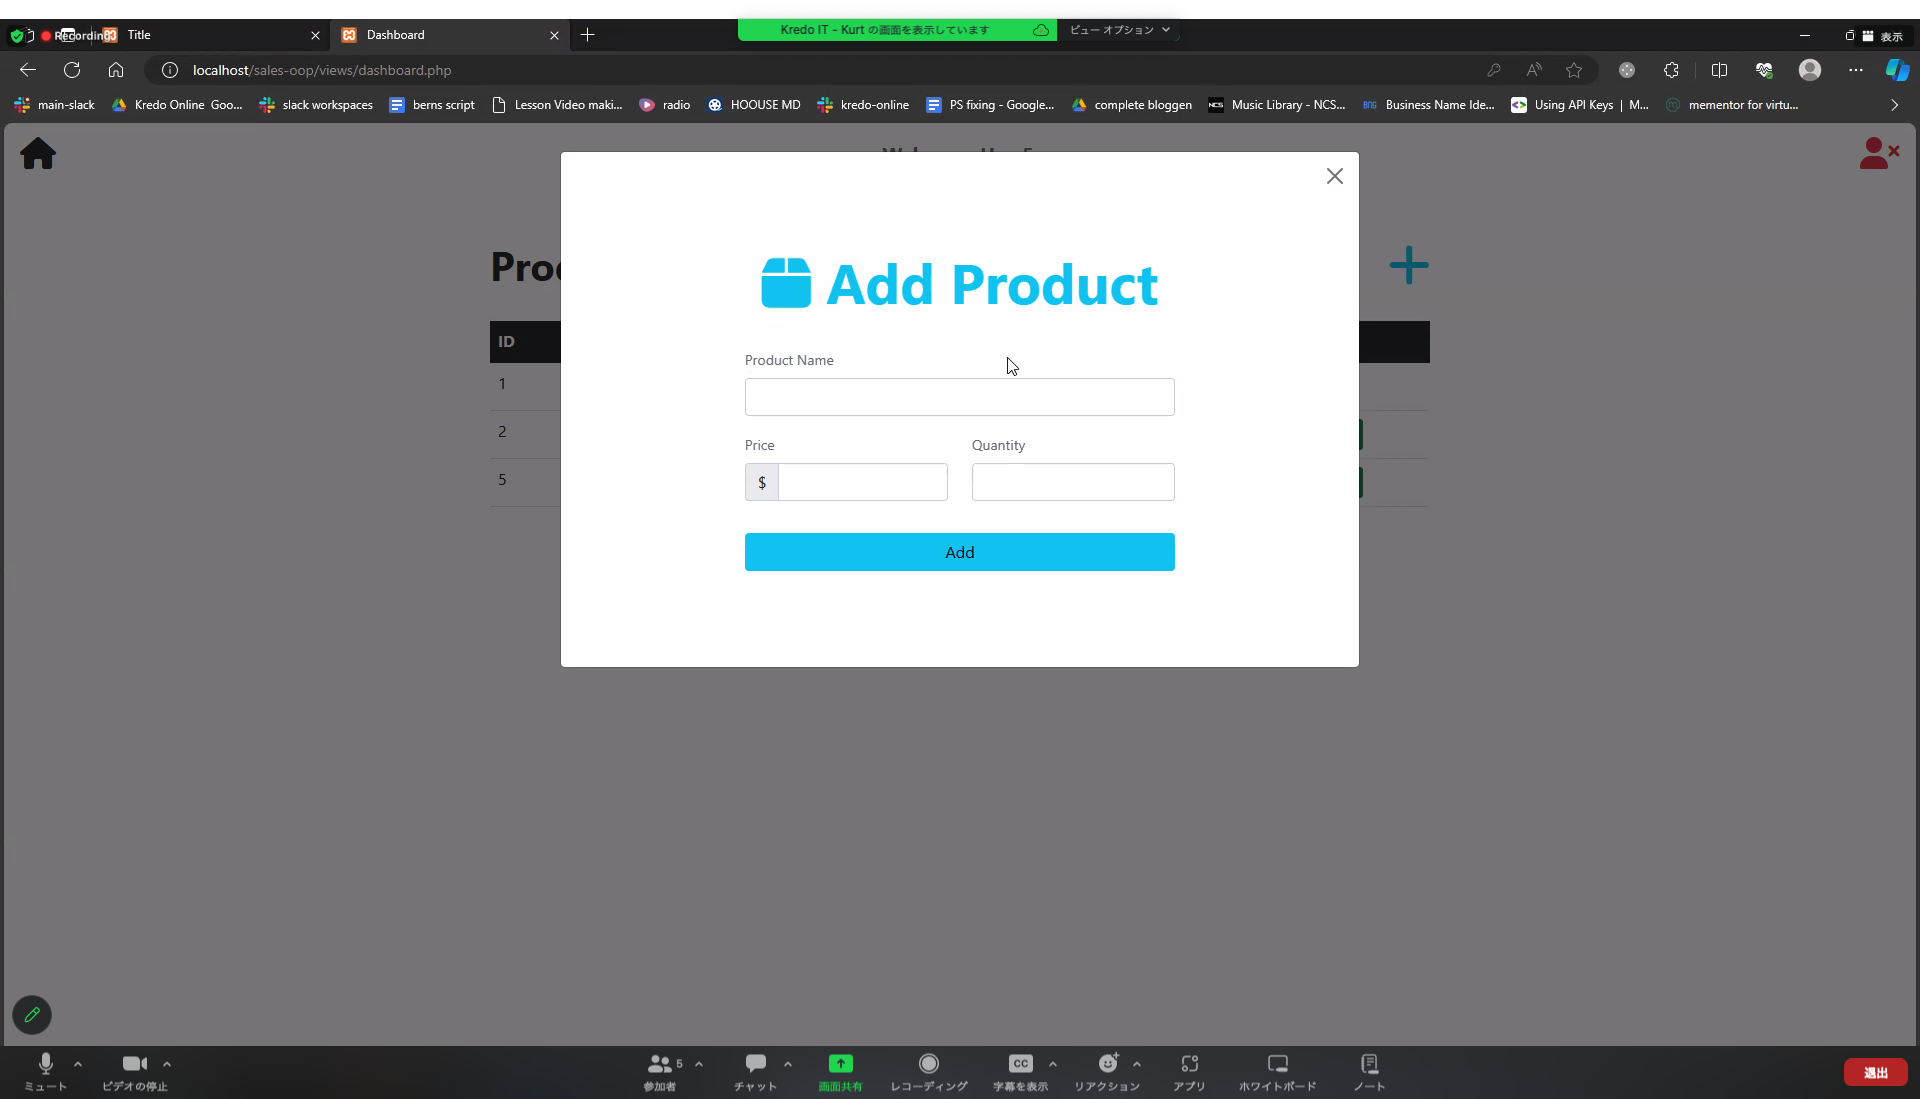 Recording
Title
Dashboard
Kredo IT - Kurt の画面を表示しています
ビュー オプション
表示
localhost/sales-oop/views/dashboard.php
main-slack
Kredo Online Goo...
slack workspaces
berns script
Lesson Video maki...
radio
HOOUSE MD
kredo-online
PS fixing - Google...
complete bloggen
NCS
Music Library - NCS...
BNG
Business Name Ide...
Using API Keys | M...
mementor for virtu...
Add Product
ID
Product Name
1
Price
Quantity
2
$
5
Add
ミュート
ビデオの停止
5
参加者
チャット
画面共有
レコーディング
CC
字幕を表示
リアクション
アプリ
ホワイトボード
ノート
退出